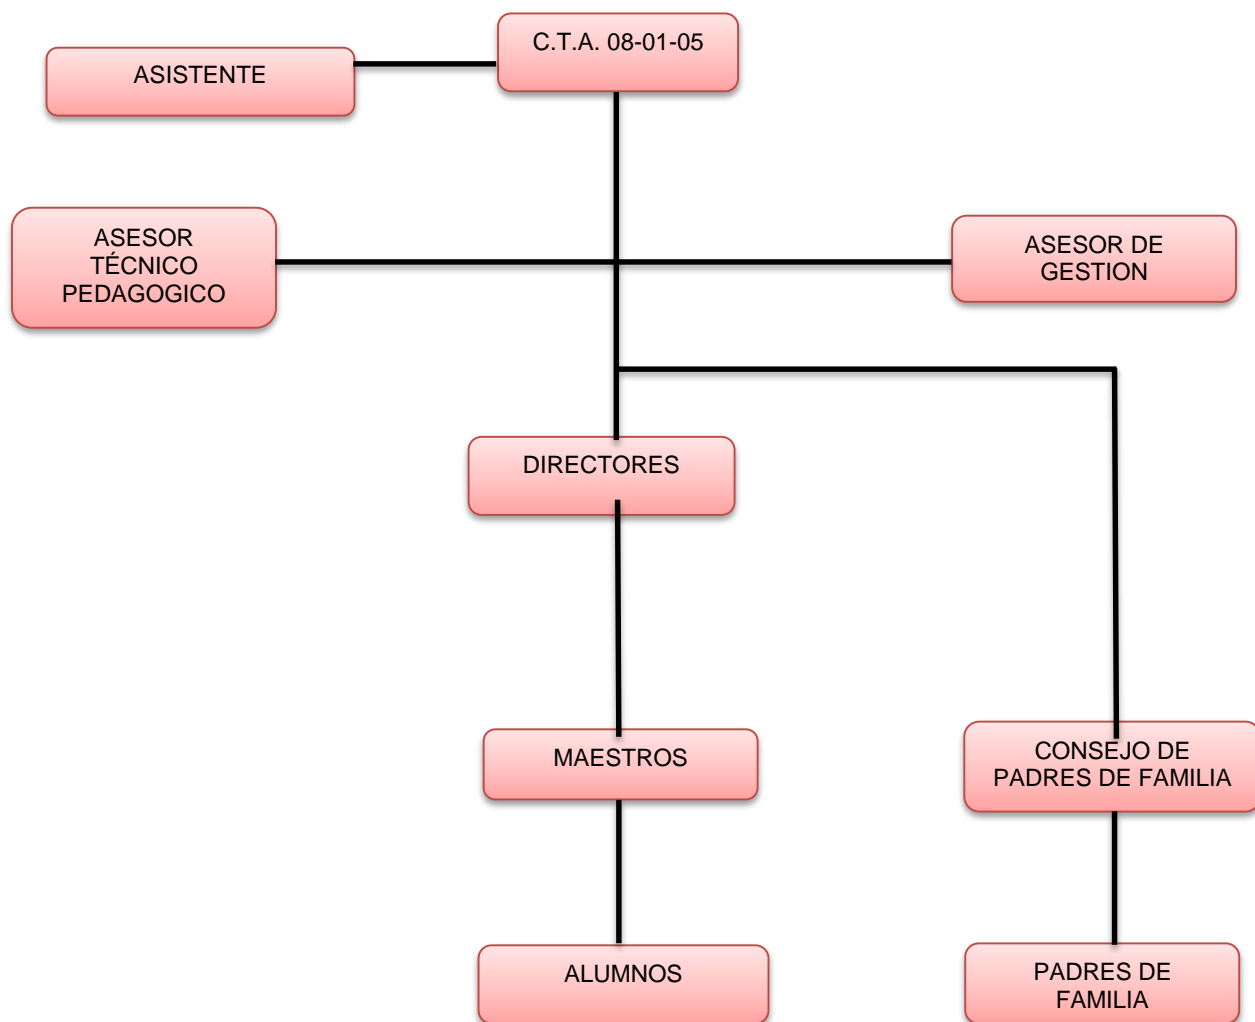 C.T.A. 08-01-05
ASISTENTE
ASESOR
TÉCNICO
PEDAGOGICO
ASESOR DE
GESTION
DIRECTORES
MAESTROS
CONSEJO DE
PADRES DE FAMILIA
ALUMNOS
PADRES DE
FAMILIA